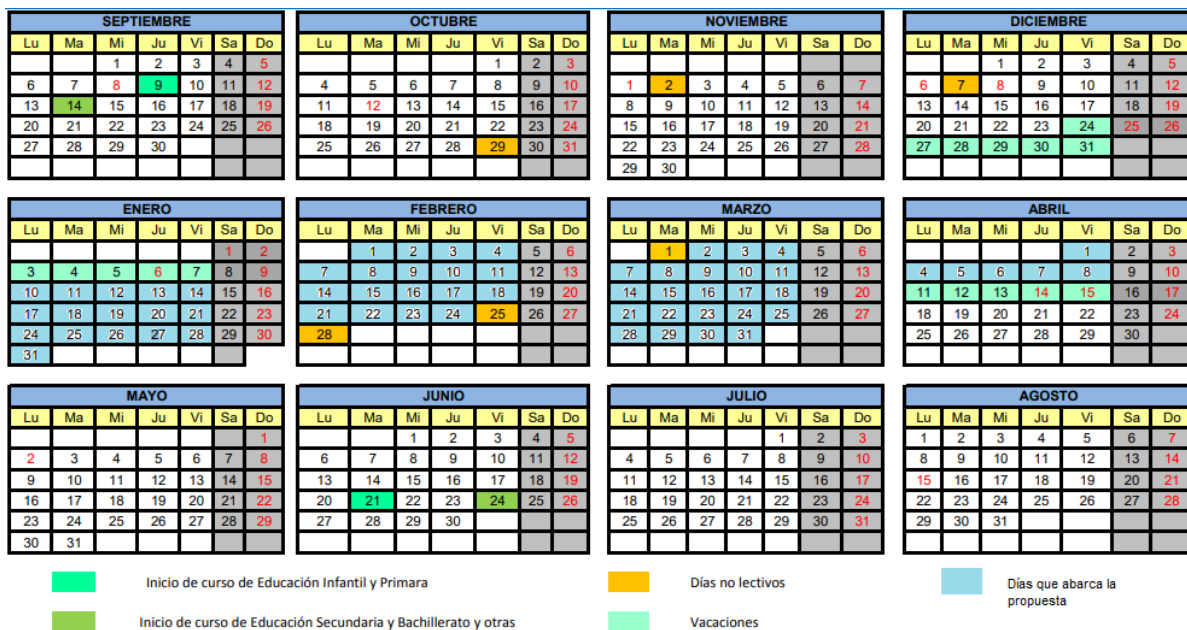 SEPTIEMBRE OCTUBRE NOVIEMBRE DICIEMBRE
Lu Ma Mi Ju Vi Sa Do Lu Ma Mi Ju Vi Sa Do Lu Ma Mi Ju Vi Sa Do Lu Ma Mi Ju Vi Sa Do
1 2 3 4 5 1 2 3 1 2 3 4 5
6 7 8 9 10 11 12 4 5 6 7 8 9 10 1 2 3 4 5 6 7 6 7 8 9 10 11 12
13 14 15 16 17 18 19 11 12 13 14 15 16 17 8 9 10 11 12 13 14 13 14 15 16 17 18 19
20 21 22 23 24 25 26 18 19 20 21 22 23 24 15 16 17 18 19 20 21 20 21 22 23 24 25 26
27 28 29 30 25 26 27 28 29 30 31 22 23 24 25 26 27 28 27 28 29 30 31
29 30
ENERO FEBRERO MARZO ABRIL
Lu Ma Mi Ju Vi Sa Do Lu Ma Mi Ju Vi Sa Do Lu Ma Mi Ju Vi Sa Do Lu Ma Mi Ju Vi Sa Do
1 2 1 2 3 4 5 6 1 2 3 4 5 6 1 2 3
3 4 5 6 7 8 9 7 8 9 10 11 12 13 7 8 9 10 11 12 13 4 5 6 7 8 9 10
10 11 12 13 14 15 16 14 15 16 17 18 19 20 14 15 16 17 18 19 20 11 12 13 14 15 16 17
17 18 19 20 21 22 23 21 22 23 24 25 26 27 21 22 23 24 25 26 27 18 19 20 21 22 23 24
24 25 26 27 28 29 30 28 28 29 30 31 25 26 27 28 29 30
31
MAYO JUNIO JULIO AGOSTO
Lu Ma Mi Ju Vi Sa Do Lu Ma Mi Ju Vi Sa Do Lu Ma Mi Ju Vi Sa Do Lu Ma Mi Ju Vi Sa Do
1 1 2 3 4 5 1 2 3 1 2 3 4 5 6 7
2 3 4 5 6 7 8 6 7 8 9 10 11 12 4 5 6 7 8 9 10 8 9 10 11 12 13 14
9 10 11 12 13 14 15 13 14 15 16 17 18 19 11 12 13 14 15 16 17 15 16 17 18 19 20 21
16 17 18 19 20 21 22 20 21 22 23 24 25 26 18 19 20 21 22 23 24 22 23 24 25 26 27 28
23 24 25 26 27 28 29 27 28 29 30 25 26 27 28 29 30 31 29 30 31
30 31
Inicio de curso de Educación Infantil y Primara Días no lectivos Días que abarca la
propuesta
Inicio de curso de Educación Secundaria y Bachillerato y otras Vacaciones